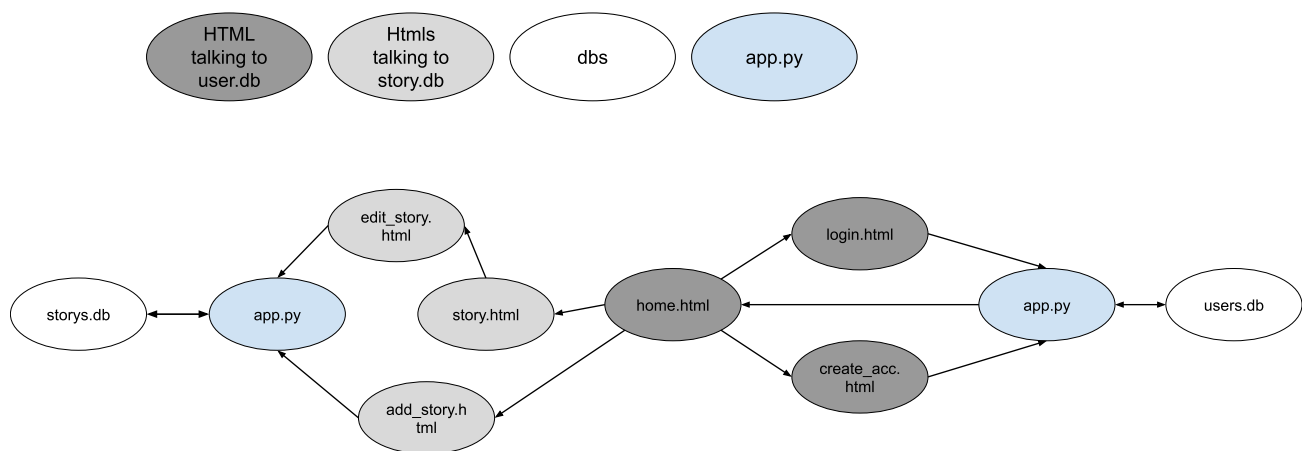 HTML
talking to
user.db
Htmls
talking to
story.db
dbs
app.py
edit_story.
html
login.html
storys.db
app.py
story.html
home.html
app.py
users.db
create_acc.
html
add_story.h
tml